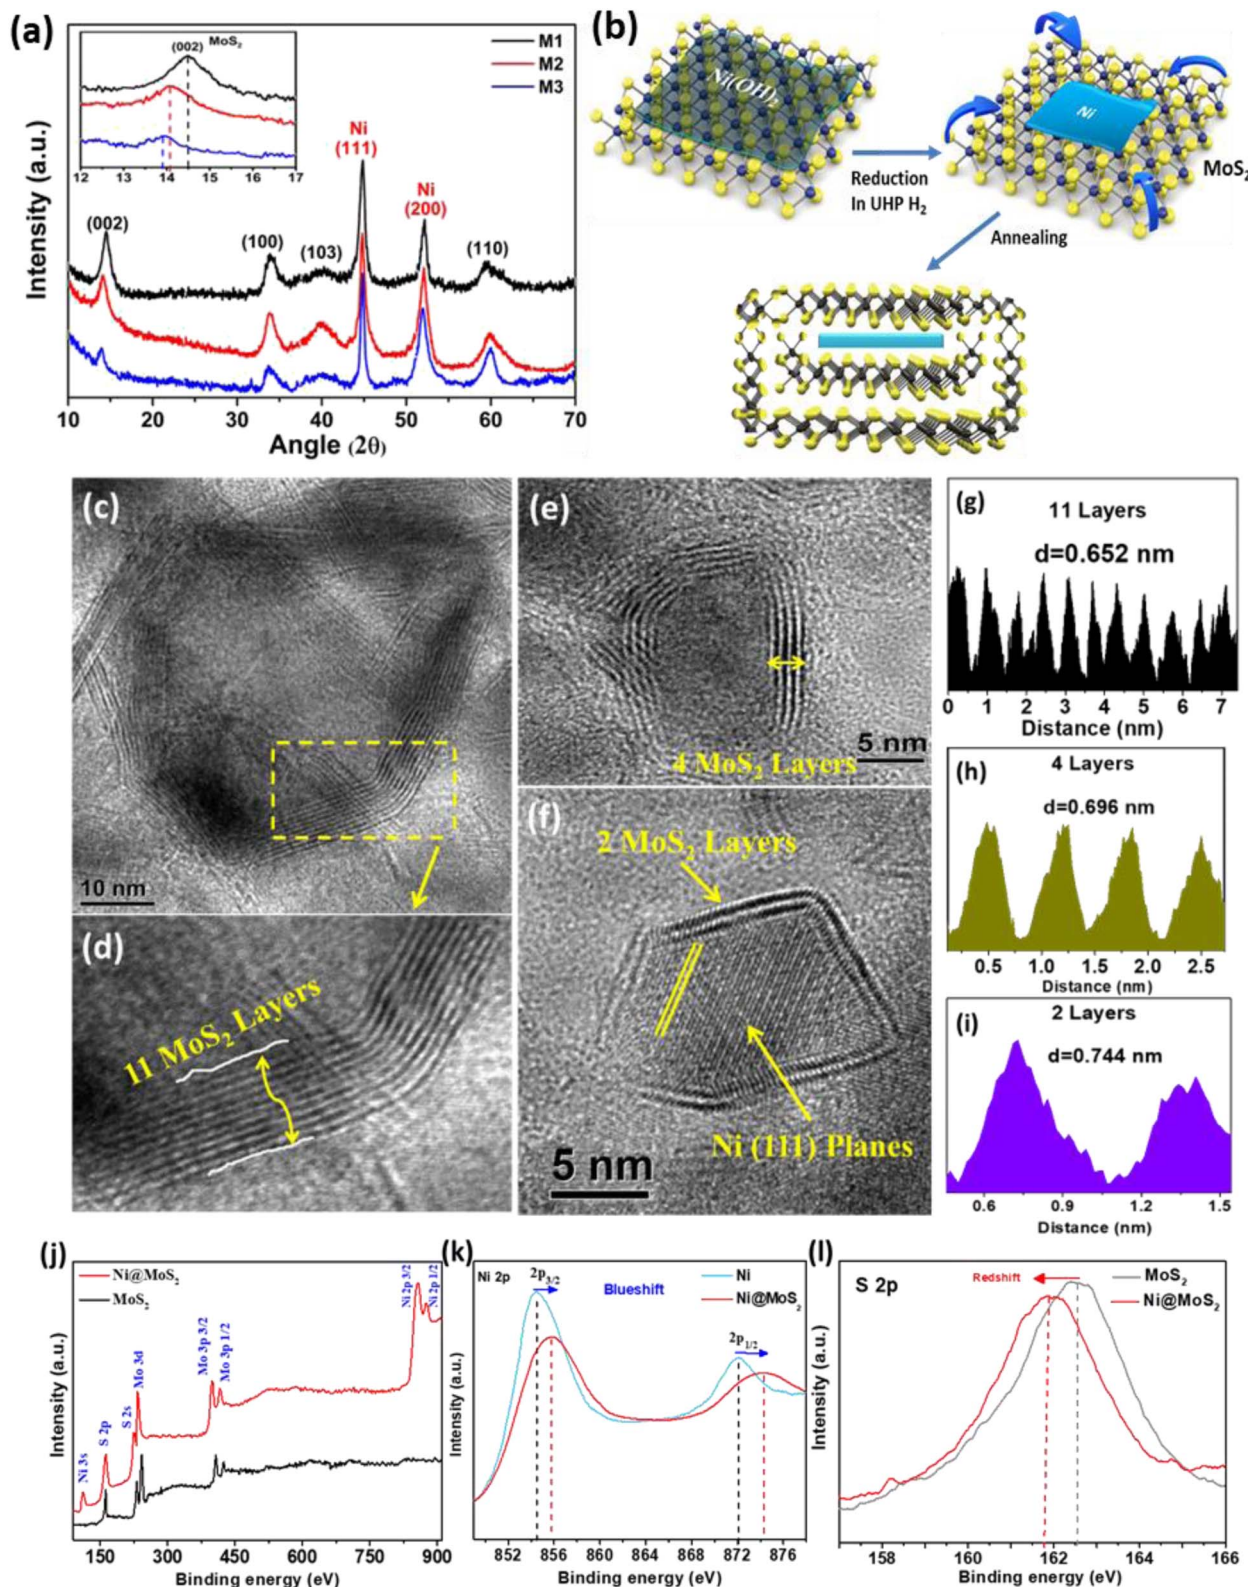 (a)
Intensity (a.u.)
(002) MoS₂
12 13 14 15 16 17
M1
M2
M3
(002)
(100)
(103)
Ni
(111)
Ni
(200)
(110)
10 20 30 40 50 60 70
Angle (2θ)
(b)
Ni(OH)₂
Reduction
In UHP H₂
Ni
MoS₂
Annealing
(c)
10 nm
(d)
11 MoS₂ Layers
(e)
4 MoS₂ Layers
5 nm
(f)
2 MoS₂ Layers
Ni (111) Planes
5 nm
(g)
11 Layers
d=0.652 nm
0 1 2 3 4 5 6 7
Distance (nm)
(h)
4 Layers
d=0.696 nm
0.5 1.0 1.5 2.0 2.5
Distance (nm)
(i)
2 Layers
d=0.744 nm
0.6 0.9 1.2 1.5
Distance (nm)
(j)
Intensity (a.u.)
Ni@MoS₂
MoS₂
Ni 3s
S 2p
S 2s
Mo 3d
Mo 3p 3/2
Mo 3p 1/2
Ni 2p 3/2
Ni 2p 1/2
150 300 450 600 750 900
Binding energy (eV)
(k)
Intensity (a.u.)
Ni 2p
2p3/2
Blueshift
Ni
Ni@MoS₂
2p1/2
852 856 860 864 868 872 876
Binding energy (eV)
(l)
Intensity (a.u.)
S 2p
Redshift
MoS₂
Ni@MoS₂
158 160 162 164 166
Binding energy (eV)